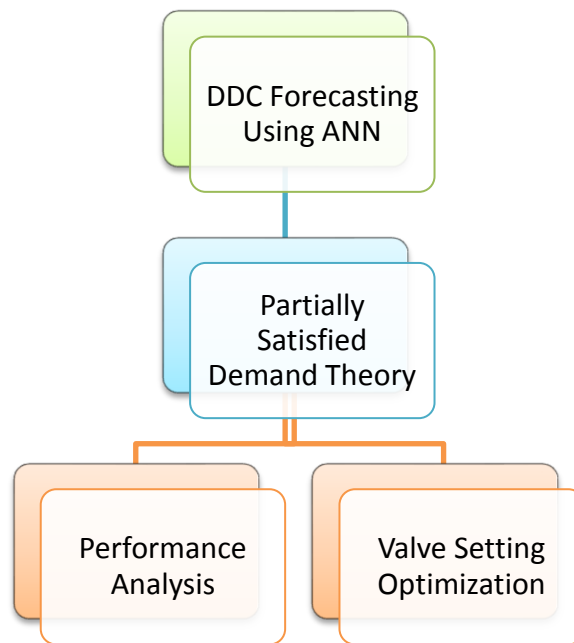 DDC Forecasting
Using ANN
Partially
Satisfied
Demand Theory
Performance
Analysis
Valve Setting
Optimization